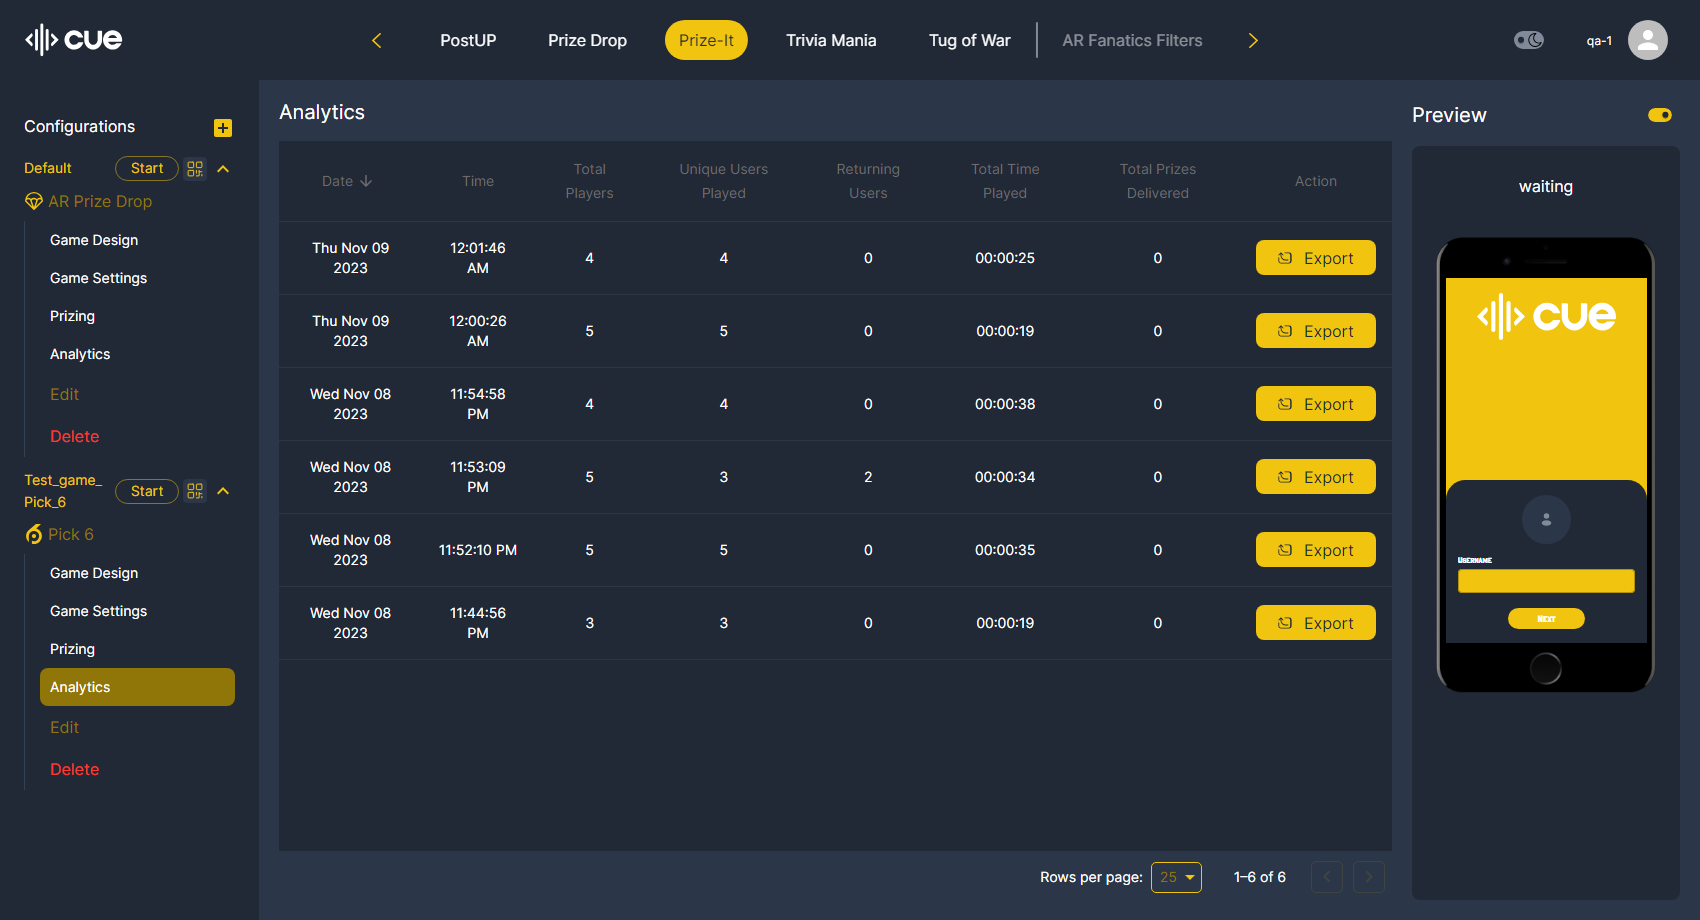 cue
PostUP
Prize Drop
Prize-It
Trivia Mania
Tug of War
AR Fanatics Filters
qa-1
Configurations
Default
Start
AR Prize Drop
Game Design
Game Settings
Prizing
Analytics
Edit
Delete
Test_game_
Pick_6
Start
Pick 6
Game Design
Game Settings
Prizing
Analytics
Edit
Delete
Analytics
Date
Time
Total
Players
Unique Users
Played
Returning
Users
Total Time
Played
Total Prizes
Delivered
Action
Thu Nov 09
2023
12:01:46
AM
4
4
0
00:00:25
0
Export
Thu Nov 09
2023
12:00:26
AM
5
5
0
00:00:19
0
Export
Wed Nov 08
2023
11:54:58
PM
4
4
0
00:00:38
0
Export
Wed Nov 08
2023
11:53:09
PM
5
3
2
00:00:34
0
Export
Wed Nov 08
2023
11:52:10 PM
5
5
0
00:00:35
0
Export
Wed Nov 08
2023
11:44:56
PM
3
3
0
00:00:19
0
Export
Rows per page:
25
1–6 of 6
Preview
waiting
cue
Username
Next